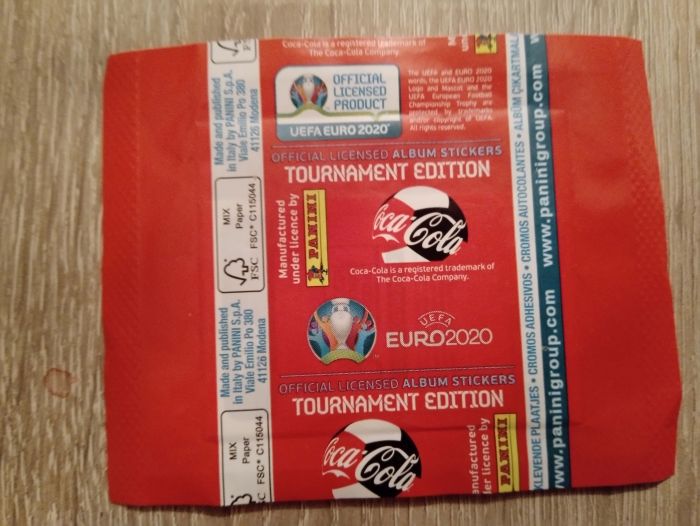 Coca-Cola is a registered trademark of
The Coca-Cola Company.
OFFICIAL
LICENSED
PRODUCT
UEFA EURO 2020
The UEFA and EURO 2020
words, the UEFA EURO 2020
Logo and Mascot and the
UEFA European Football
Championship Trophy are
protected by trademarks
and/or copyright of UEFA.
All rights reserved.
OFFICIAL LICENSED ALBUM STICKERS
TOURNAMENT EDITION
Manufactured
under licence by
PANINI
Coca-Cola
Coca-Cola is a registered trademark of
The Coca-Cola Company.
UEFA
EURO2020
OFFICIAL LICENSED ALBUM STICKERS
TOURNAMENT EDITION
Coca-Cola
anufactured
der licence by
PANINI
Made and published
in Italy by PANINI S.p.A.
Viale Emilio Po 380
41126 Modena
MIX
Paper
FSC® C115044
FSC
Made and published
in Italy by PANINI S.p.A.
Viale Emilio Po 380
41126 Modena
MIX
Paper
FSC® C115044
KLEVENDE PLAATJES • CROMOS ADHESIVOS • CROMOS AUTOCOLANTES • ALBÜM ÇIKARTMAL
www.paninigroup.com www.paninigroup.com